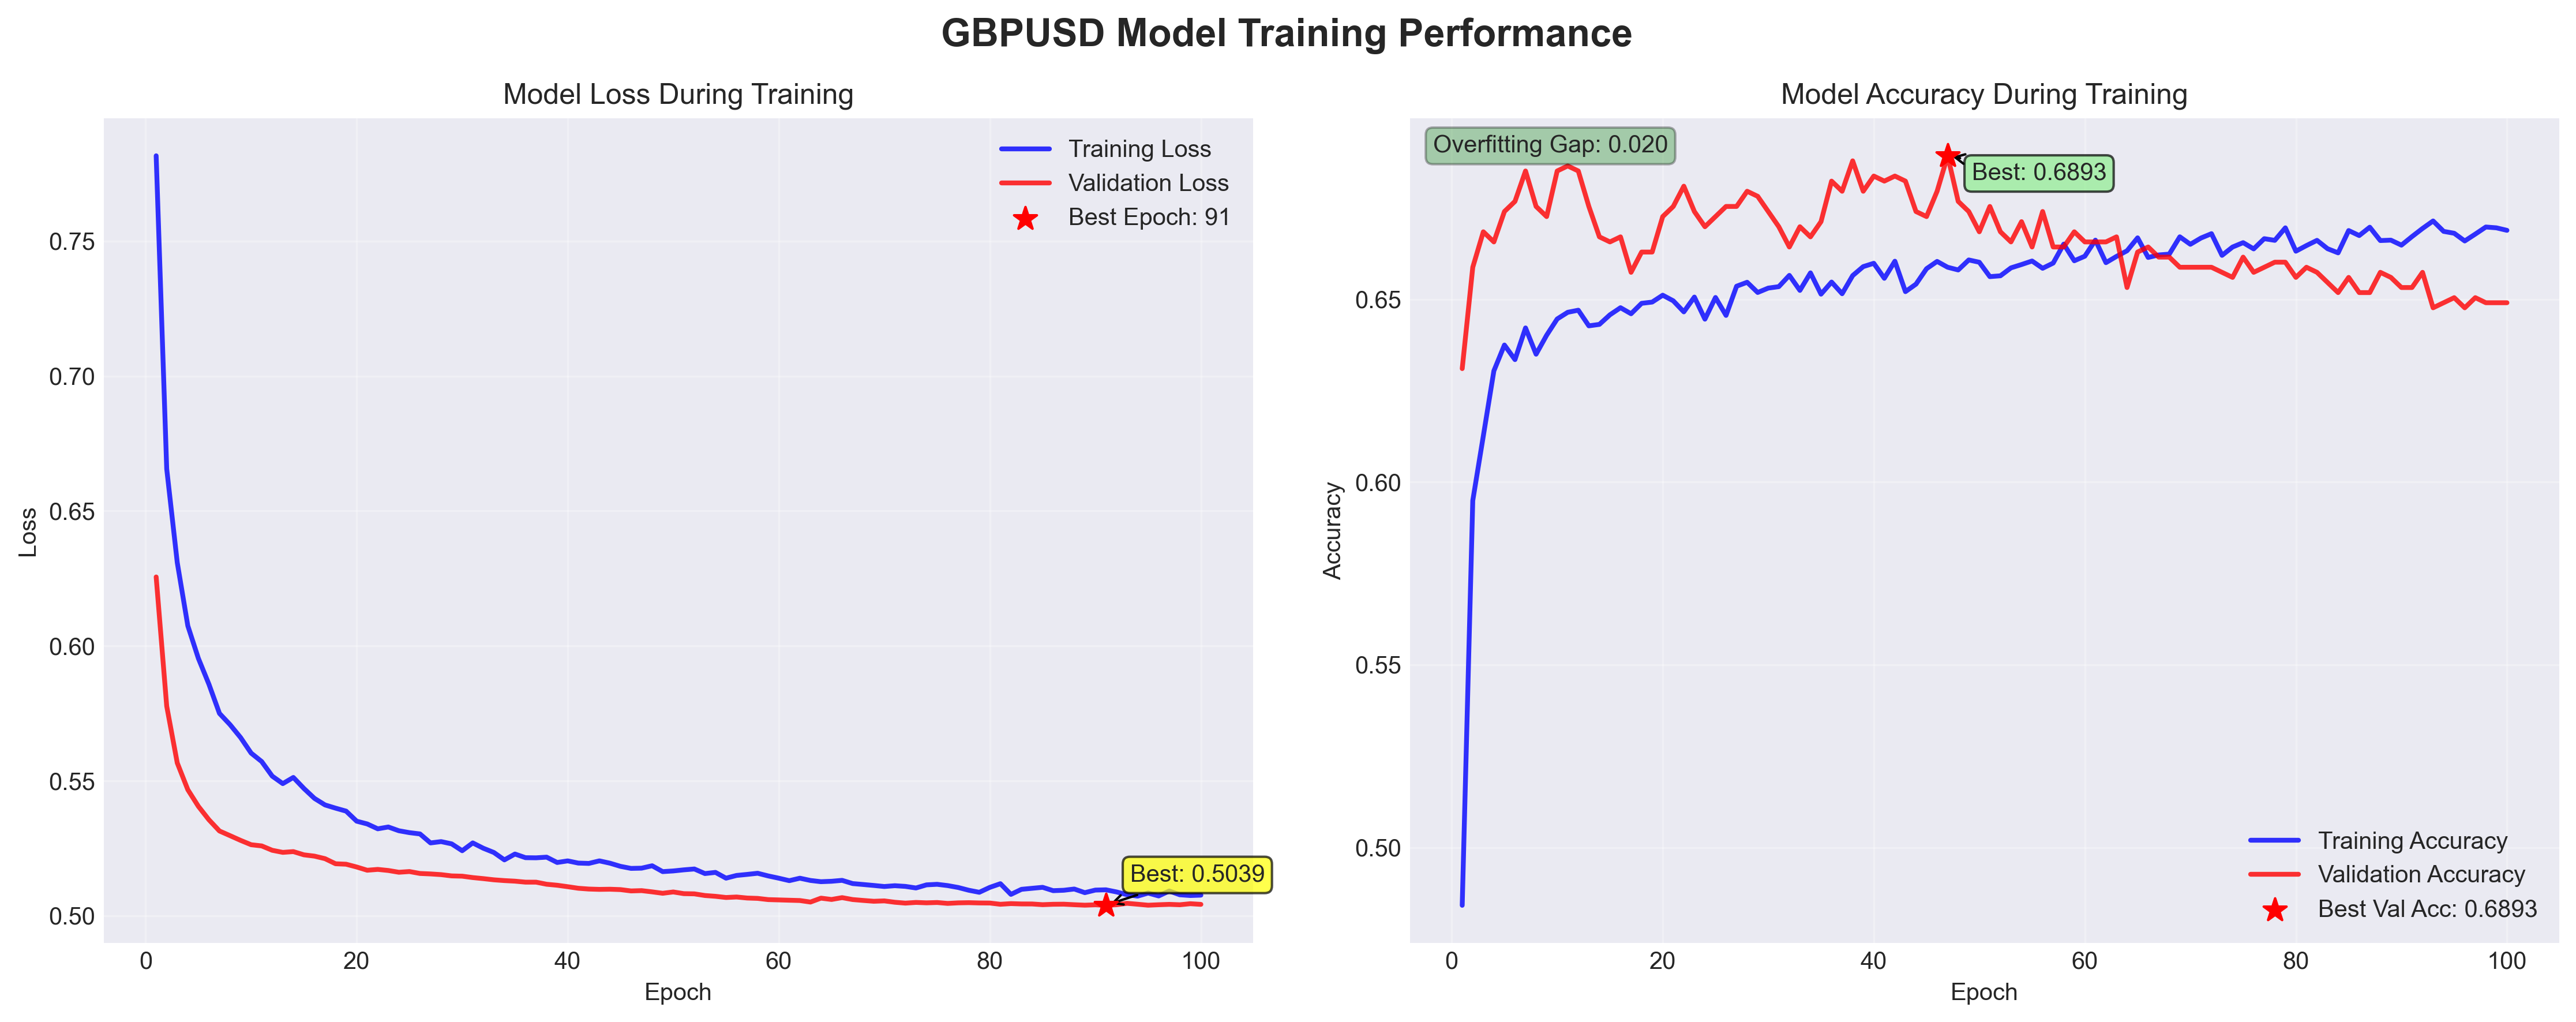 GBPUSD Model Training Performance
Model Loss During Training
Loss
0.75
0.70
0.65
0.60
0.55
0.50
0
20
40
60
80
100
Epoch
Training Loss
Validation Loss
Best Epoch: 91
Best: 0.5039
Model Accuracy During Training
Accuracy
0.65
0.60
0.55
0.50
0
20
40
60
80
100
Epoch
Overfitting Gap: 0.020
Best: 0.6893
Training Accuracy
Validation Accuracy
Best Val Acc: 0.6893